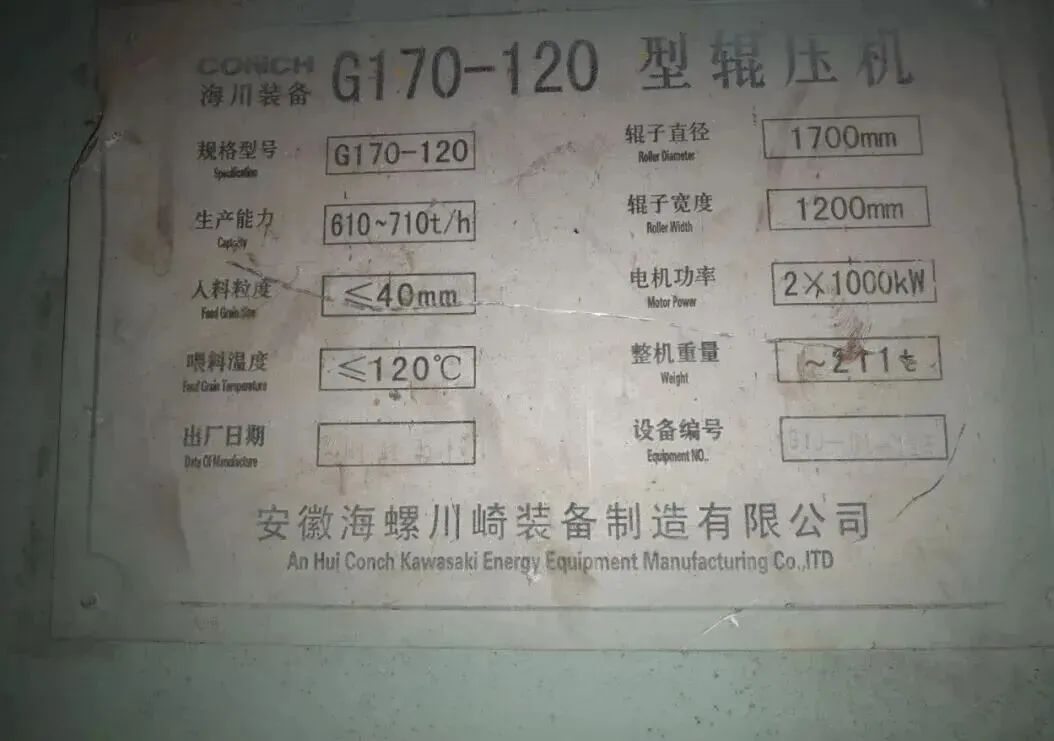 CONCH
海川装备
G170-120 型辊压机
规格型号 G170-120
Specification
辊子直径 1700mm
Roller Diameter
生产能力 610~710t/h
Capacity
辊子宽度 1200mm
Roller Width
入料粒度 ≤40mm
Feed Grain Size
电机功率 2×1000kW
Motor Power
喂料温度 ≤120℃
Feed Grain Temperature
整机重量 ~211t
Weight
出厂日期
Date Of Manufacture
设备编号
Equipment NO..
安徽海螺川崎装备制造有限公司
An Hui Conch Kawasaki Energy Equipment Manufacturing Co.,lTD